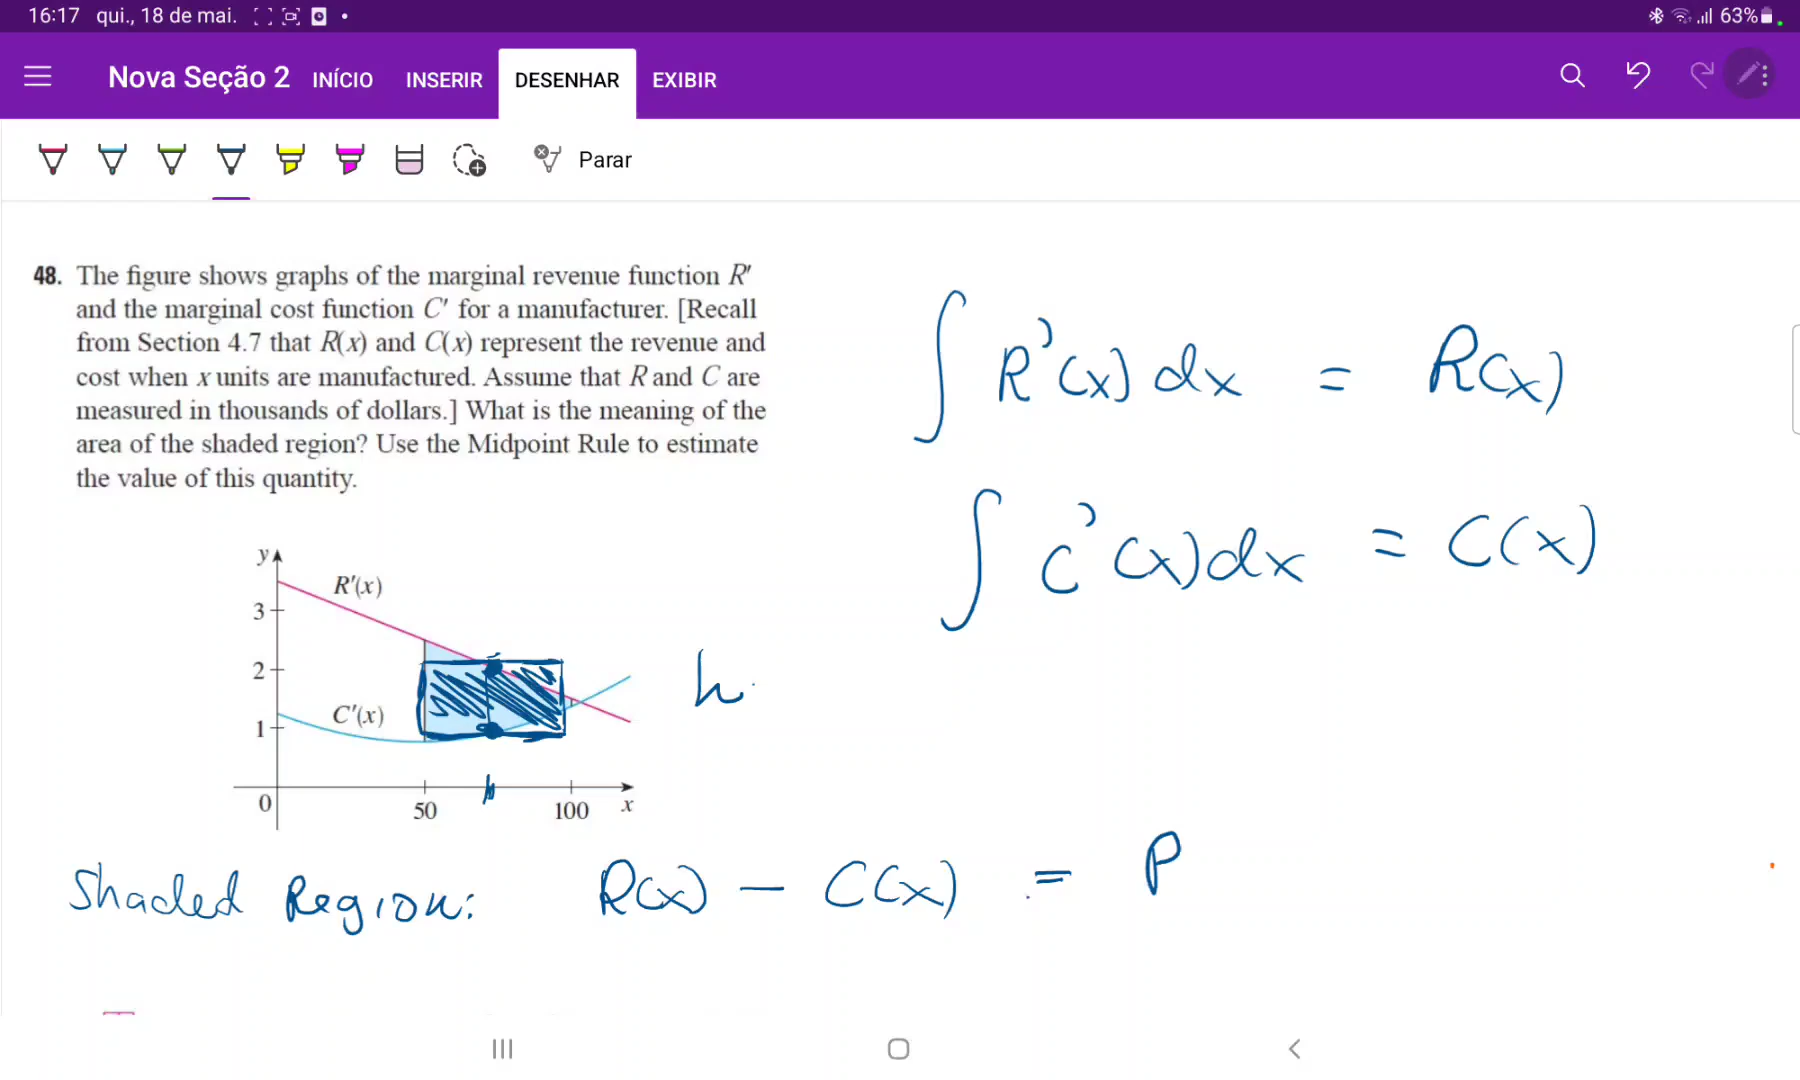 16:17 qui., 18 de mai. 63%
Nova Seção 2 INÍCIO INSERIR DESENHAR EXIBIR
Parar
48. The figure shows graphs of the marginal revenue function R′
and the marginal cost function C′ for a manufacturer. [Recall
from Section 4.7 that R(x) and C(x) represent the revenue and
cost when x units are manufactured. Assume that R and C are
measured in thousands of dollars.] What is the meaning of the
area of the shaded region? Use the Midpoint Rule to estimate
the value of this quantity.
∫ R'(x) dx = R(x)
∫ C'(x) dx = C(x)
y
R′(x)
3
2
C′(x)
1
0 50 100 x
h
Shaded Region: R(x) − C(x) = P